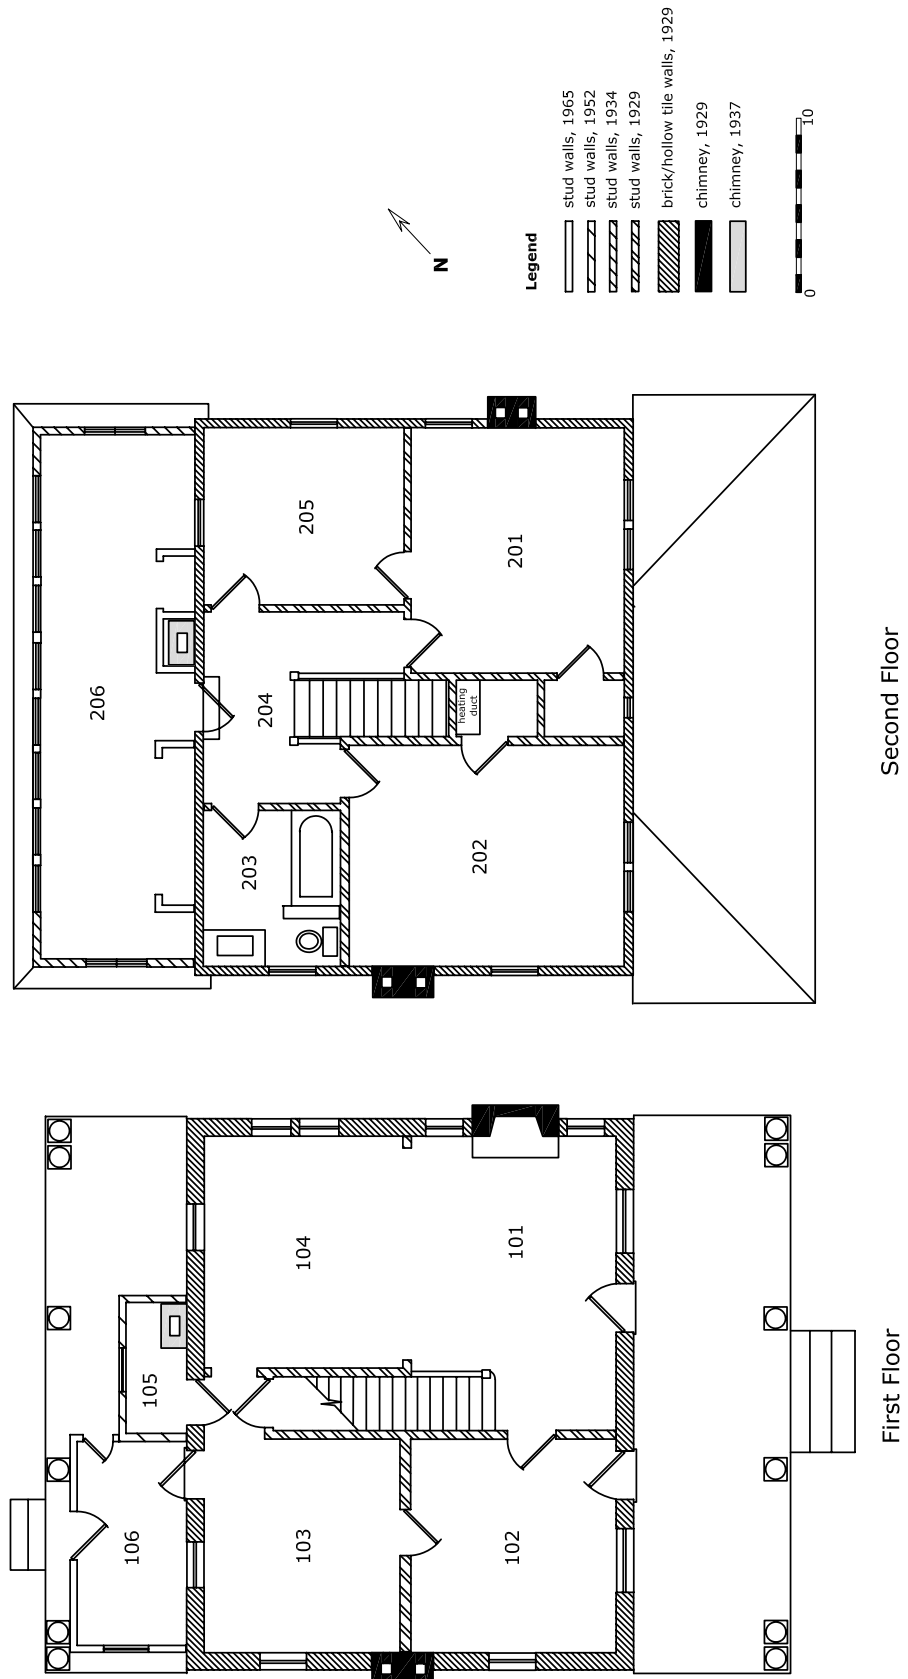 First Floor
101
102
103
104
105
106
Second Floor
201
202
203
204
205
206
heating
duct
N
Legend
stud walls, 1965
stud walls, 1952
stud walls, 1934
stud walls, 1929
brick/hollow tile walls, 1929
chimney, 1929
chimney, 1937
0
10